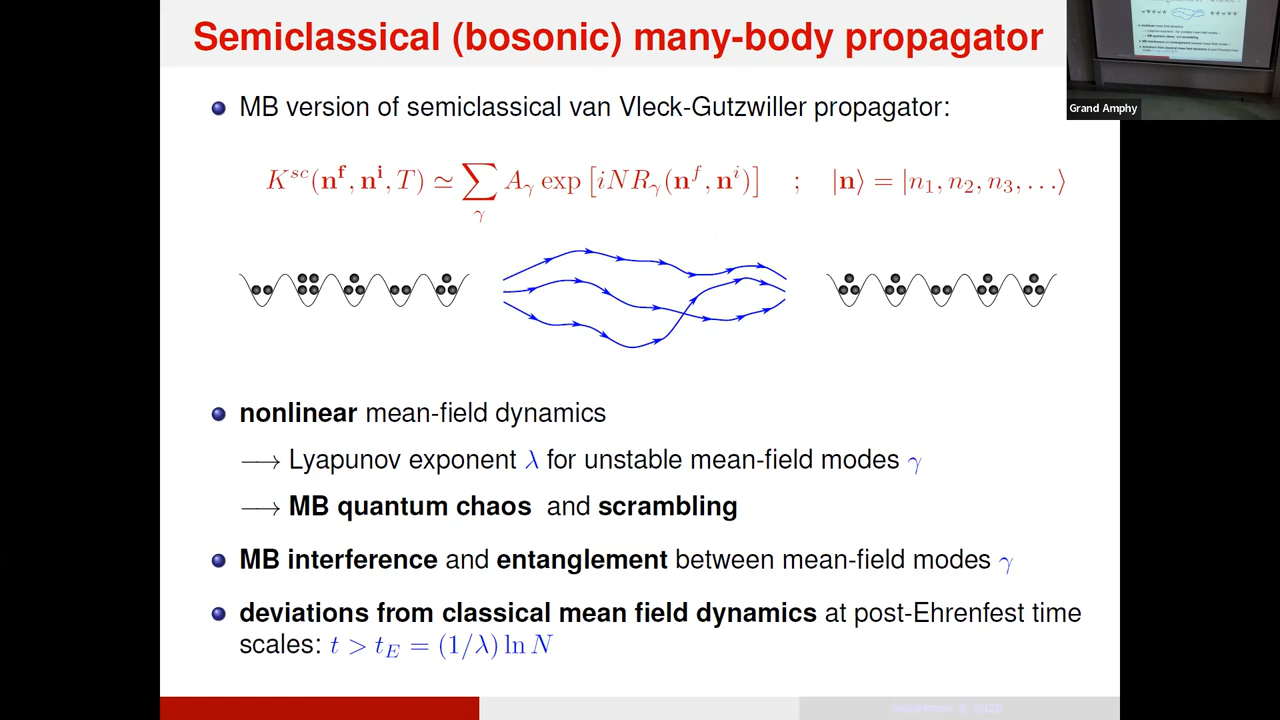 Semiclassical (bosonic) many-body propagator
Grand Amphy
MB version of semiclassical van Vleck-Gutzwiller propagator:
K^{sc}(n^f, n^i, T) ≃ ∑_γ A_γ exp [iNR_γ(n^f, n^i)] ; |n⟩ = |n_1, n_2, n_3, ...⟩
nonlinear mean-field dynamics
⟶ Lyapunov exponent λ for unstable mean-field modes γ
⟶ MB quantum chaos and scrambling
MB interference and entanglement between mean-field modes γ
deviations from classical mean field dynamics at post-Ehrenfest time
scales: t > t_E = (1/λ) ln N